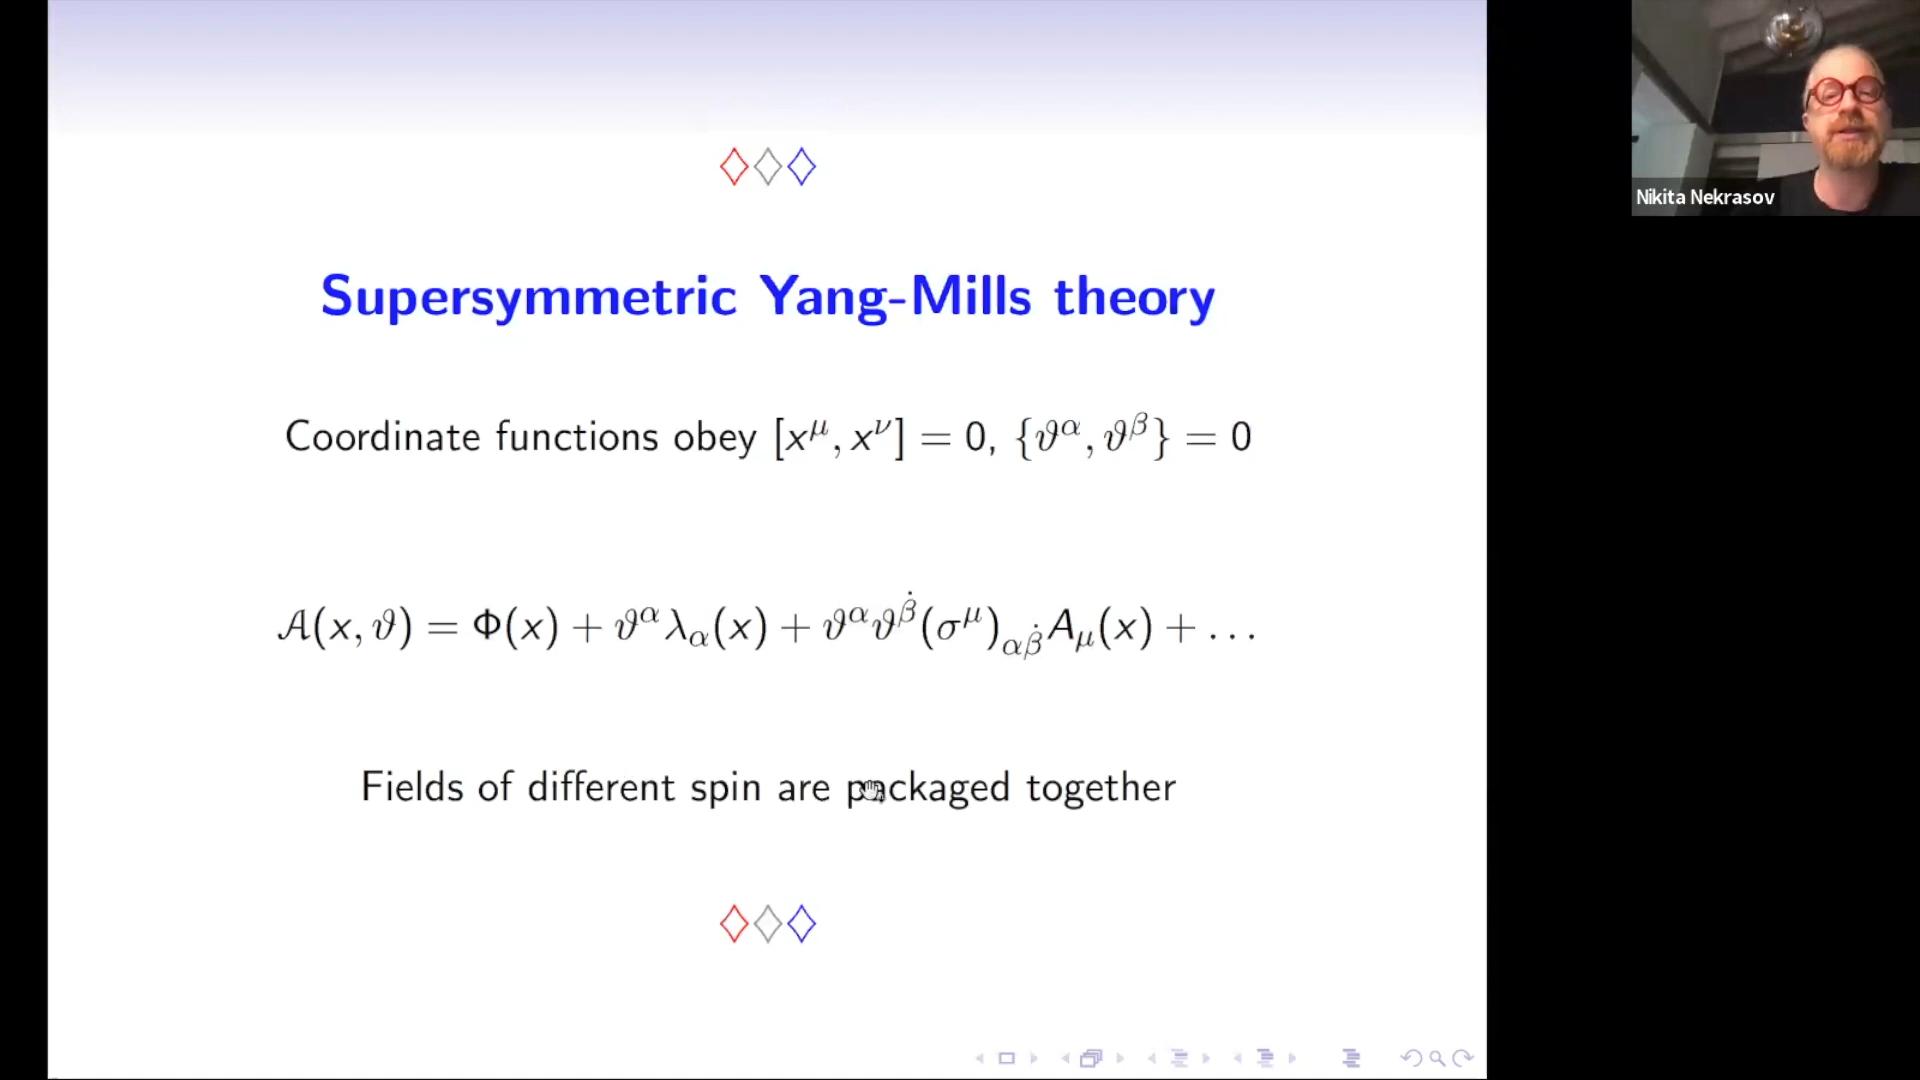 Supersymmetric Yang-Mills theory
Coordinate functions obey [x^μ, x^ν] = 0, {ϑ^α, ϑ^β} = 0
𝒜(x, ϑ) = Φ(x) + ϑ^α λ_α(x) + ϑ^α ϑ^β̇ (σ^μ)_αβ̇ A_μ(x) + ...
Fields of different spin are packaged together
Nikita Nekrasov